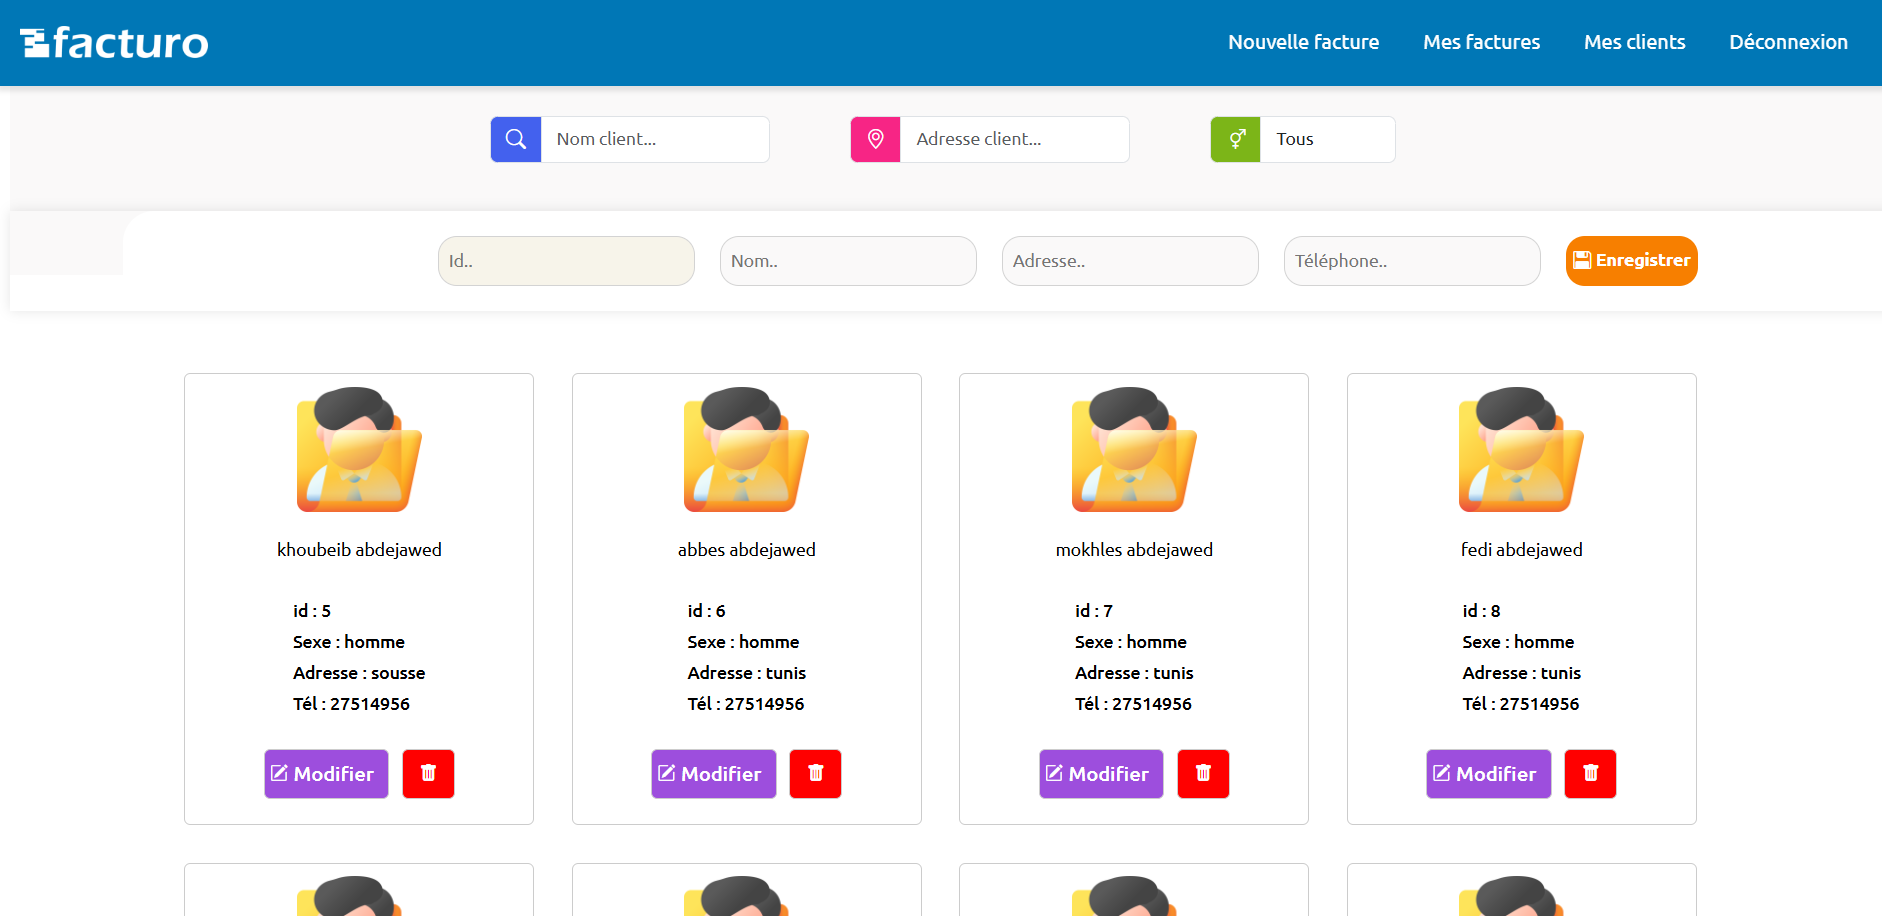 facturo
Nouvelle facture Mes factures Mes clients Déconnexion
Nom client... Adresse client... Tous
Id.. Nom.. Adresse.. Téléphone.. Enregistrer
khoubeib abdejawed
id : 5
Sexe : homme
Adresse : sousse
Tél : 27514956
Modifier
abbes abdejawed
id : 6
Sexe : homme
Adresse : tunis
Tél : 27514956
Modifier
mokhles abdejawed
id : 7
Sexe : homme
Adresse : tunis
Tél : 27514956
Modifier
fedi abdejawed
id : 8
Sexe : homme
Adresse : tunis
Tél : 27514956
Modifier